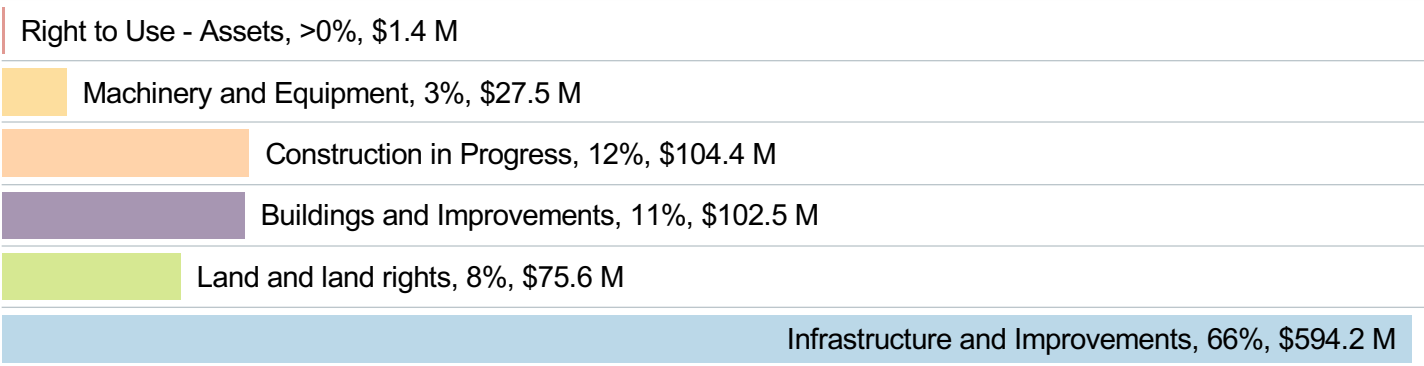 Right to Use - Assets, >0%, $1.4 M
Machinery and Equipment, 3%, $27.5 M
Construction in Progress, 12%, $104.4 M
Buildings and Improvements, 11%, $102.5 M
Land and land rights, 8%, $75.6 M
Infrastructure and Improvements, 66%, $594.2 M